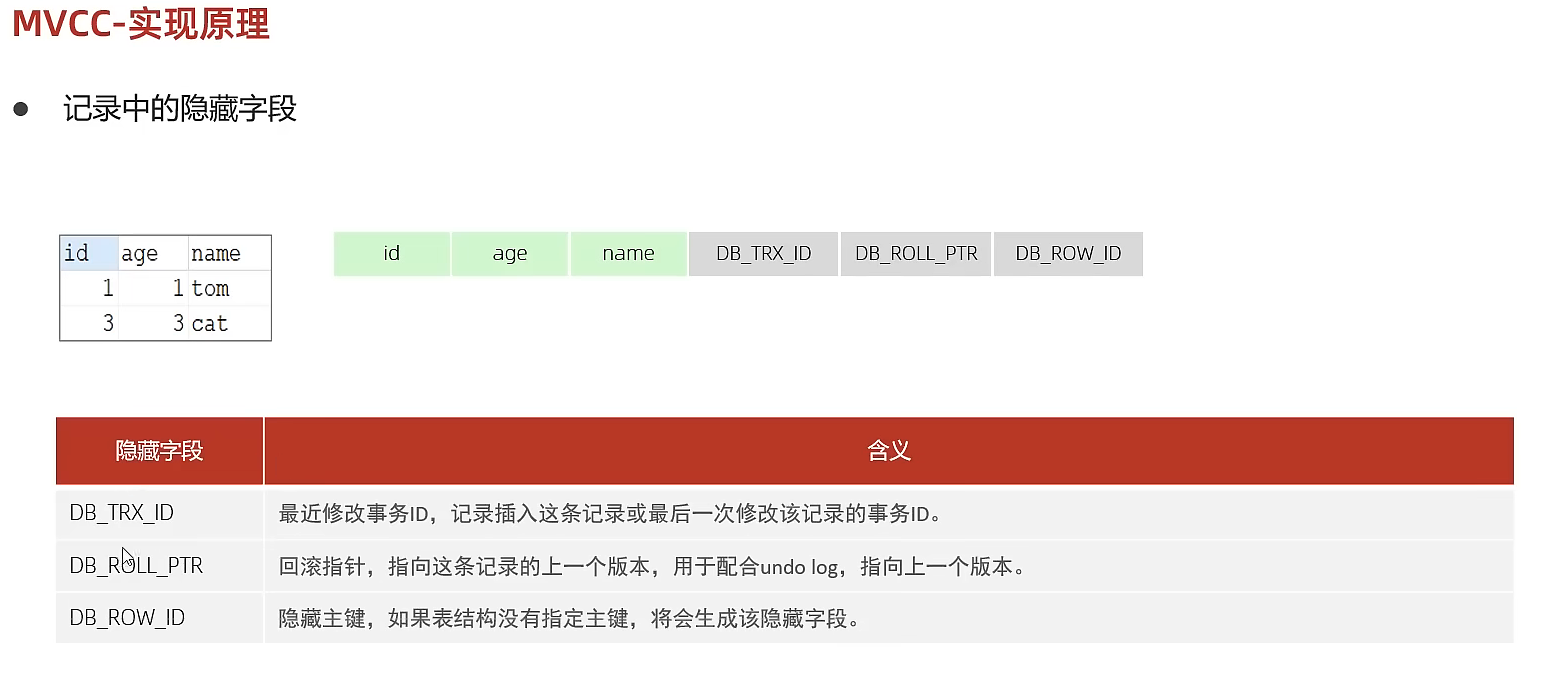 MVCC-实现原理
● 记录中的隐藏字段
id age name
1 1 tom
3 3 cat
id age name DB_TRX_ID DB_ROLL_PTR DB_ROW_ID
隐藏字段 含义
DB_TRX_ID 最近修改事务ID，记录插入这条记录或最后一次修改该记录的事务ID。
DB_ROLL_PTR 回滚指针，指向这条记录的上一个版本，用于配合undo log，指向上一个版本。
DB_ROW_ID 隐藏主键，如果表结构没有指定主键，将会生成该隐藏字段。